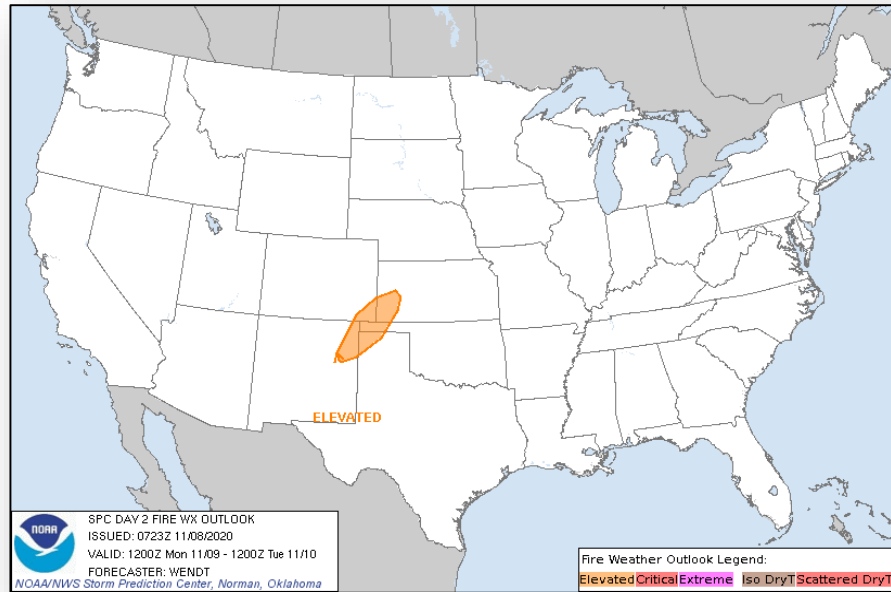 ELEVATED
NOAA
SPC DAY 2 FIRE WX OUTLOOK
ISSUED: 0723Z 11/08/2020
VALID: 1200Z Mon 11/09 - 1200Z Tue 11/10
FORECASTER: WENDT
NOAA/NWS Storm Prediction Center, Norman, Oklahoma
Fire Weather Outlook Legend:
Elevated Critical Extreme Iso DryT Scattered DryT